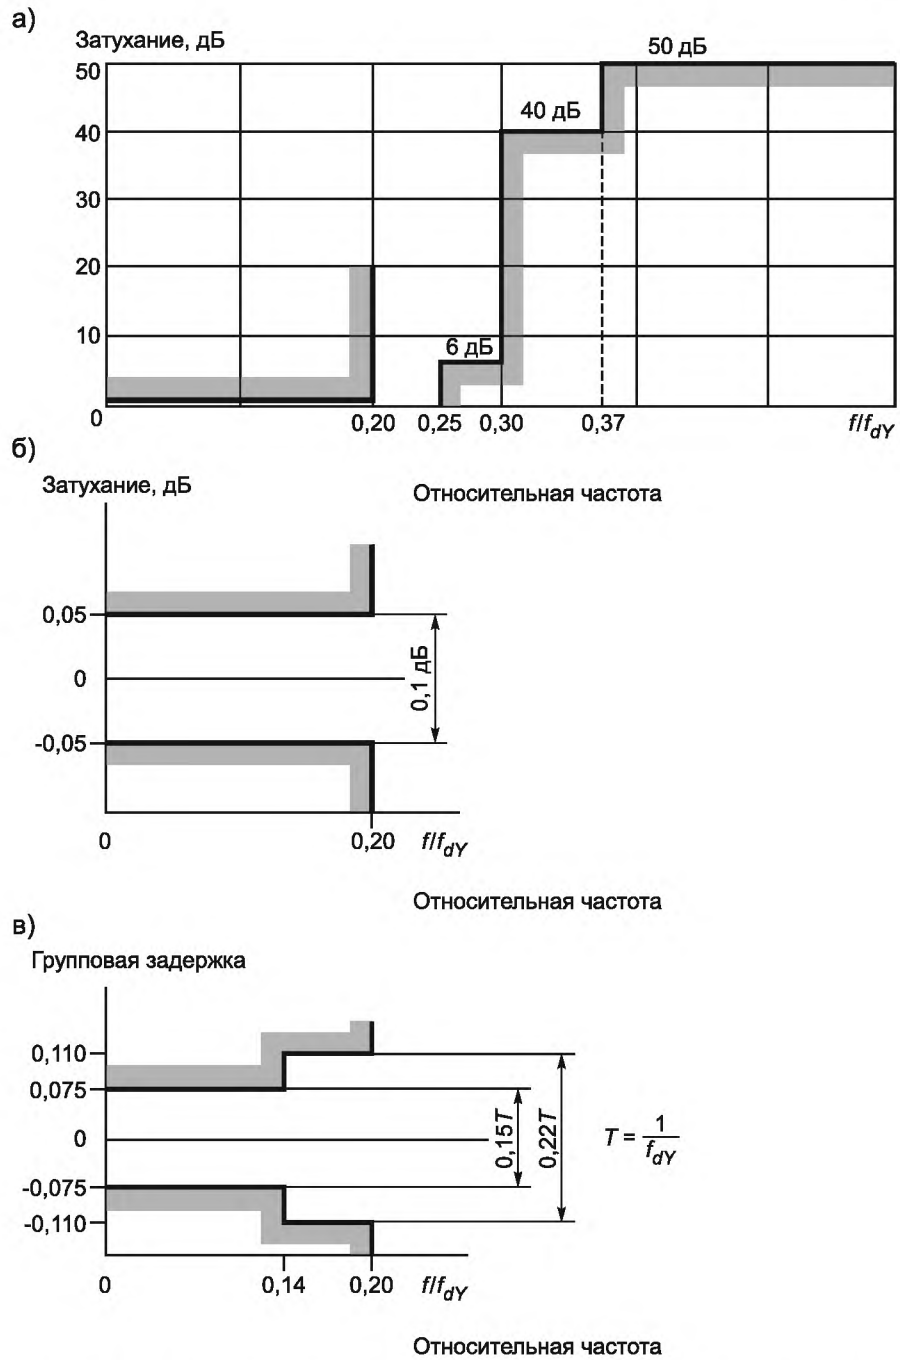 а)
Затухание, дБ
50 дБ
50
40 дБ
40
30
20
10
6 дБ
0
0,20 0,25 0,30 0,37 f/fdY
Относительная частота
б)
Затухание, дБ
0,05
0
0,1 дБ
-0,05
0 0,20 f/fdY
Относительная частота
в)
Групповая задержка
0,110
0,075
0
0,15T
0,22T
T = 1/fdY
-0,075
-0,110
0 0,14 0,20 f/fdY
Относительная частота